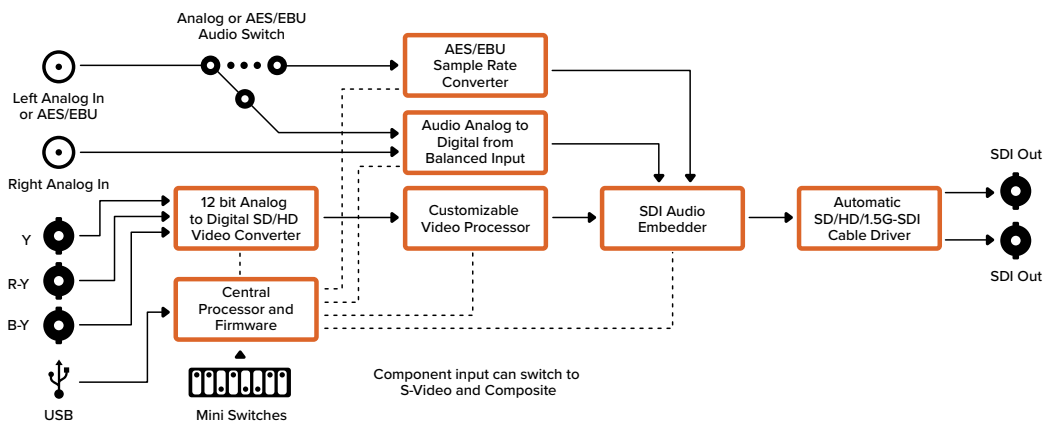 Analog or AES/EBU
Audio Switch
Left Analog In
or AES/EBU
Right Analog In
AES/EBU
Sample Rate
Converter
Audio Analog to
Digital from
Balanced Input
Y
R-Y
B-Y
USB
12 bit Analog
to Digital SD/HD
Video Converter
Customizable
Video Processor
SDI Audio
Embedder
Automatic
SD/HD/1.5G-SDI
Cable Driver
SDI Out
SDI Out
Central
Processor and
Firmware
Mini Switches
Component input can switch to
S-Video and Composite